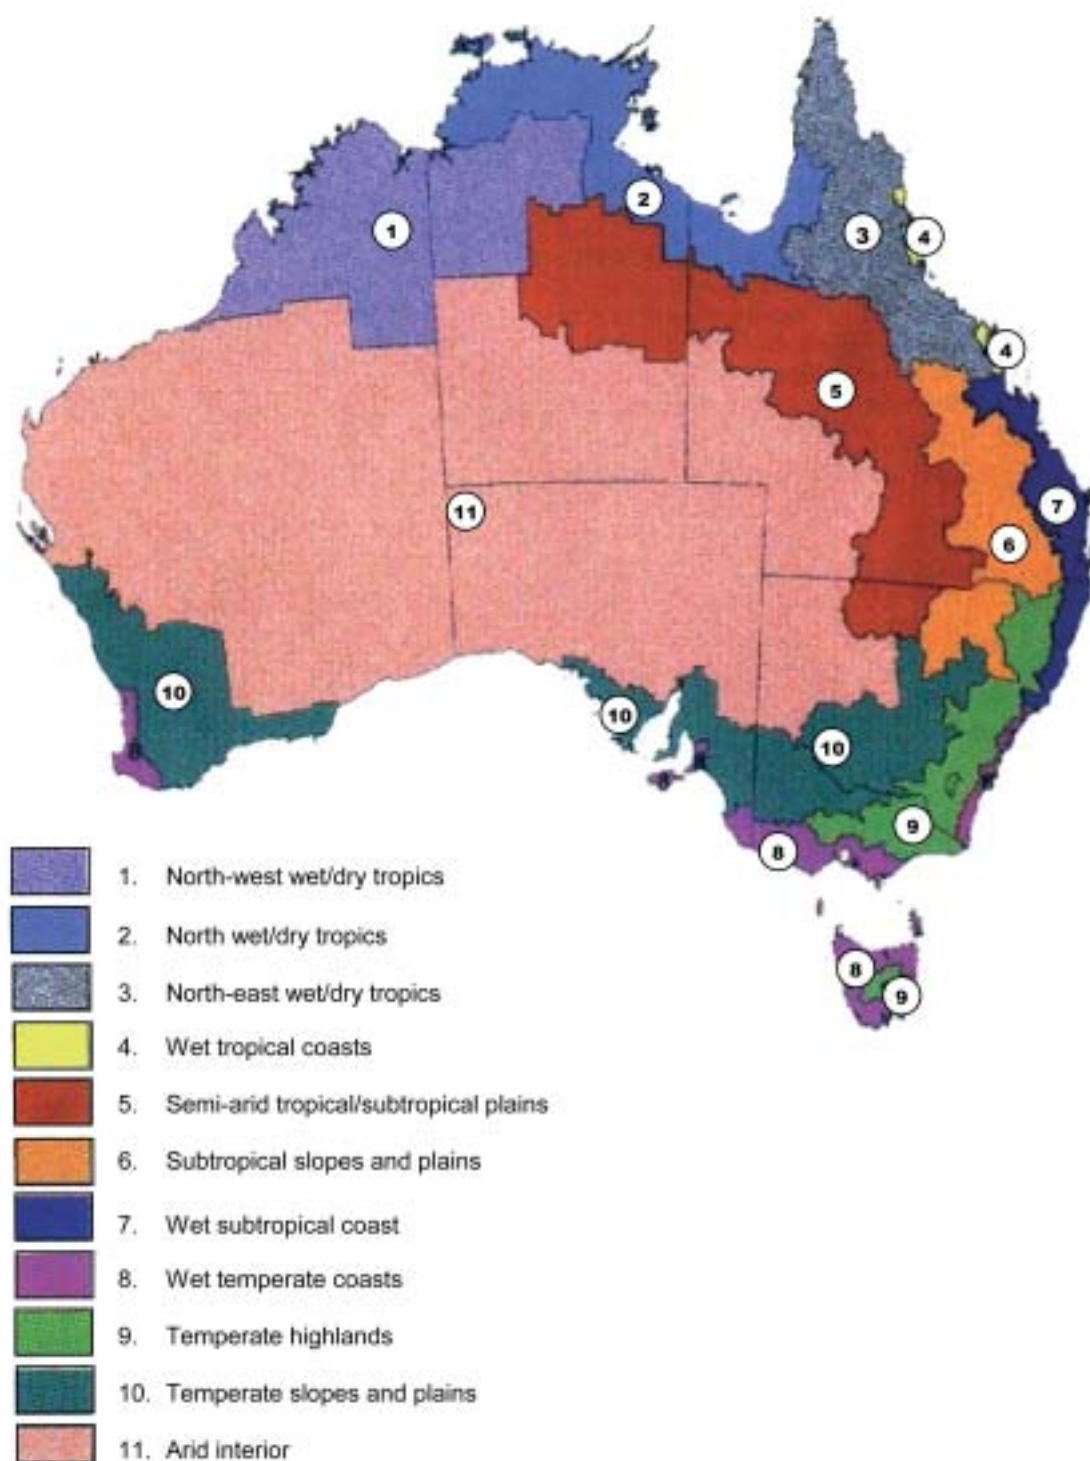 2
1
3
4
4
5
11
7
6
10
10
10
9
8
8
9
1. North-west wet/dry tropics
2. North wet/dry tropics
3. North-east wet/dry tropics
4. Wet tropical coasts
5. Semi-arid tropical/subtropical plains
6. Subtropical slopes and plains
7. Wet subtropical coast
8. Wet temperate coasts
9. Temperate highlands
10. Temperate slopes and plains
11. Arid interior